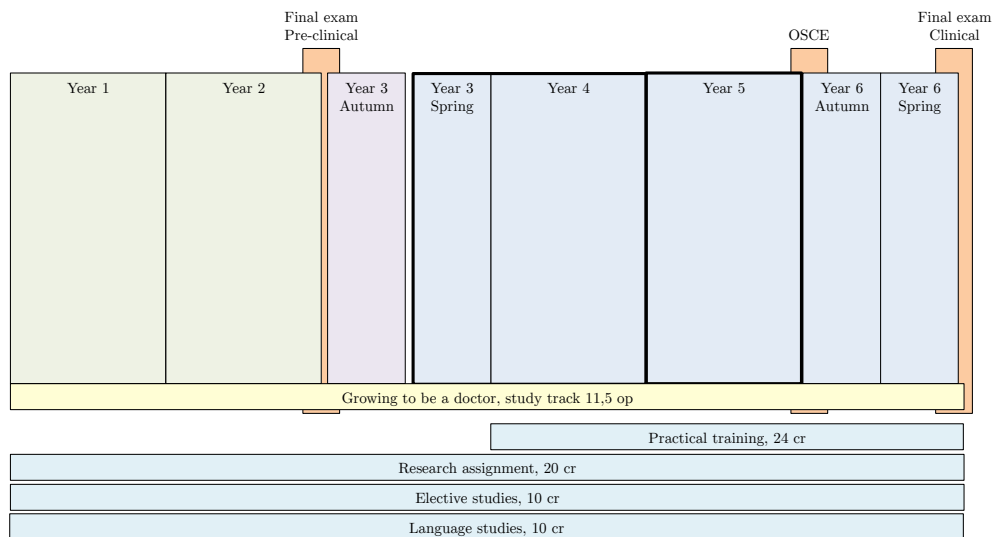 Final exam
Pre-clinical
OSCE
Final exam
Clinical
Year 1
Year 2
Year 3
Autumn
Year 3
Spring
Year 4
Year 5
Year 6
Autumn
Year 6
Spring
Growing to be a doctor, study track 11,5 op
Practical training, 24 cr
Research assignment, 20 cr
Elective studies, 10 cr
Language studies, 10 cr